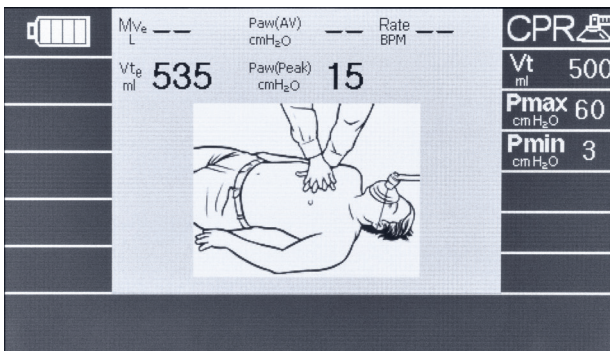 MVe L -- Paw(AV) cmH₂O -- Rate BPM -- CPR
Vte ml 535 Paw(Peak) cmH₂O 15 Vt ml 500
Pmax cmH₂O 60
Pmin cmH₂O 3